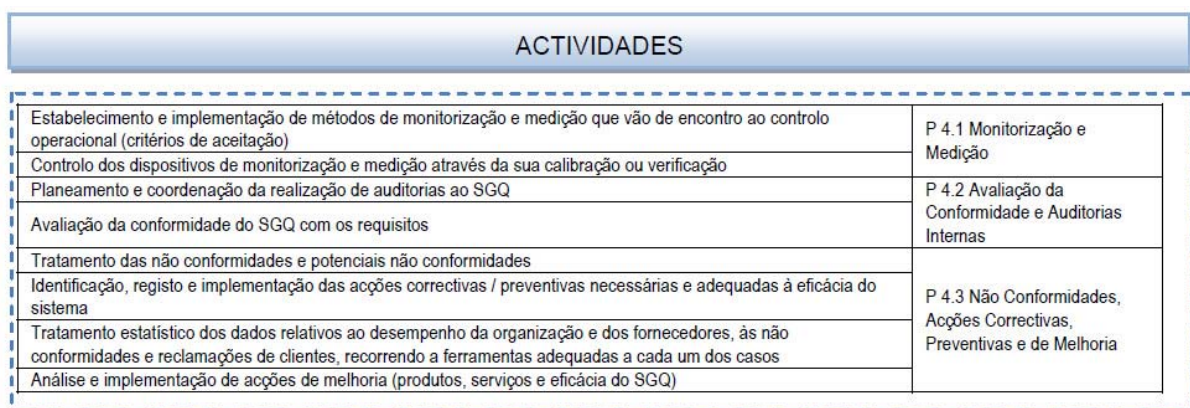 ACTIVIDADES
Estabelecimento e implementação de métodos de monitorização e medição que vão de encontro ao controlo
operacional (critérios de aceitação)
Controlo dos dispositivos de monitorização e medição através da sua calibração ou verificação
P 4.1 Monitorização e
Medição
Planeamento e coordenação da realização de auditorias ao SGQ
Avaliação da conformidade do SGQ com os requisitos
P 4.2 Avaliação da
Conformidade e Auditorias
Internas
Tratamento das não conformidades e potenciais não conformidades
Identificação, registo e implementação das acções correctivas / preventivas necessárias e adequadas à eficácia do
sistema
Tratamento estatístico dos dados relativos ao desempenho da organização e dos fornecedores, às não
conformidades e reclamações de clientes, recorrendo a ferramentas adequadas a cada um dos casos
Análise e implementação de acções de melhoria (produtos, serviços e eficácia do SGQ)
P 4.3 Não Conformidades,
Acções Correctivas,
Preventivas e de Melhoria